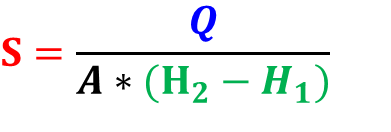 S = Q / A * (H₂ − H₁)